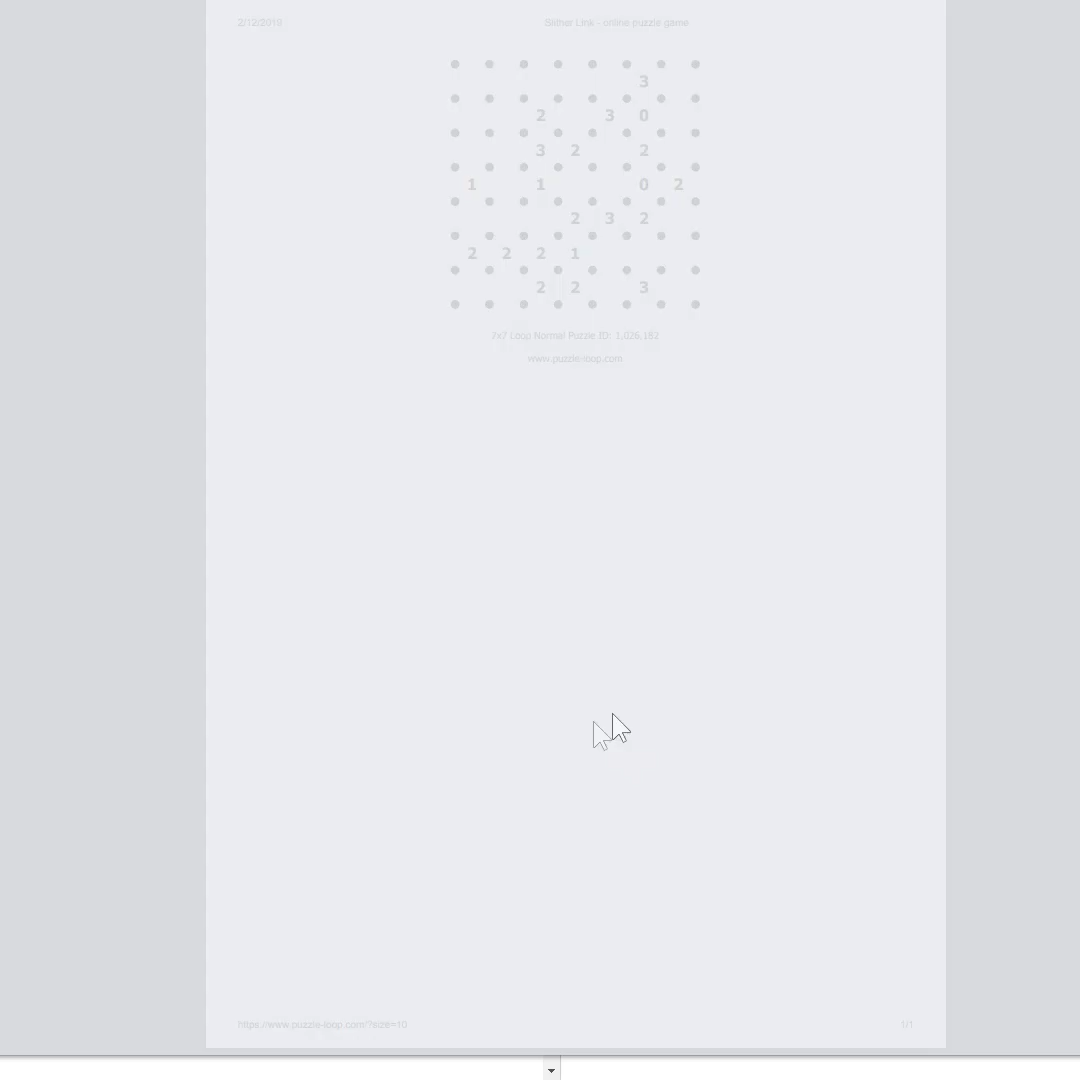 2/12/2019 Slither Link - online puzzle game
3
2 3 0
3 2 2
1 1 0 2
2 3 2
2 2 2 1
2 2 3
7x7 Loop Normal Puzzle ID: 1,026,182
www.puzzle-loop.com
https://www.puzzle-loop.com/?size=10 1/1